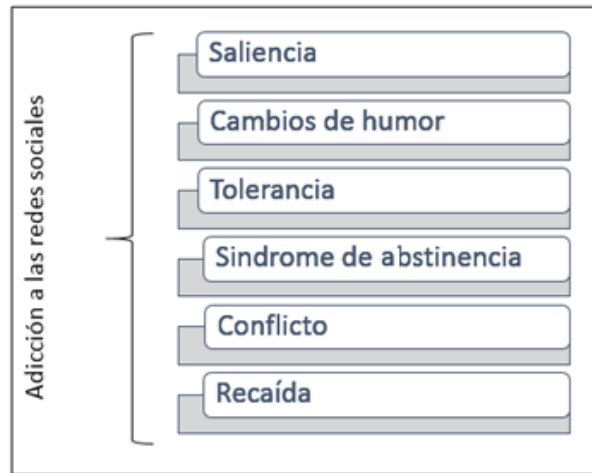 Adicción a las redes sociales
Saliencia
Cambios de humor
Tolerancia
Sindrome de abstinencia
Conflicto
Recaída